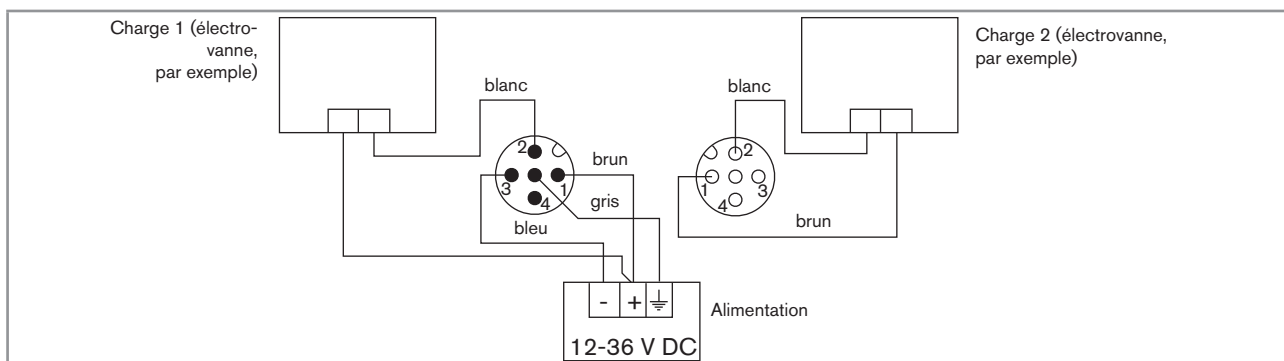 Charge 1 (électro-
vanne,
par exemple)
Charge 2 (électrovanne,
par exemple)
blanc
blanc
2
brun
3
1
4
gris
bleu
2
1
3
4
brun
- +
Alimentation
12-36 V DC